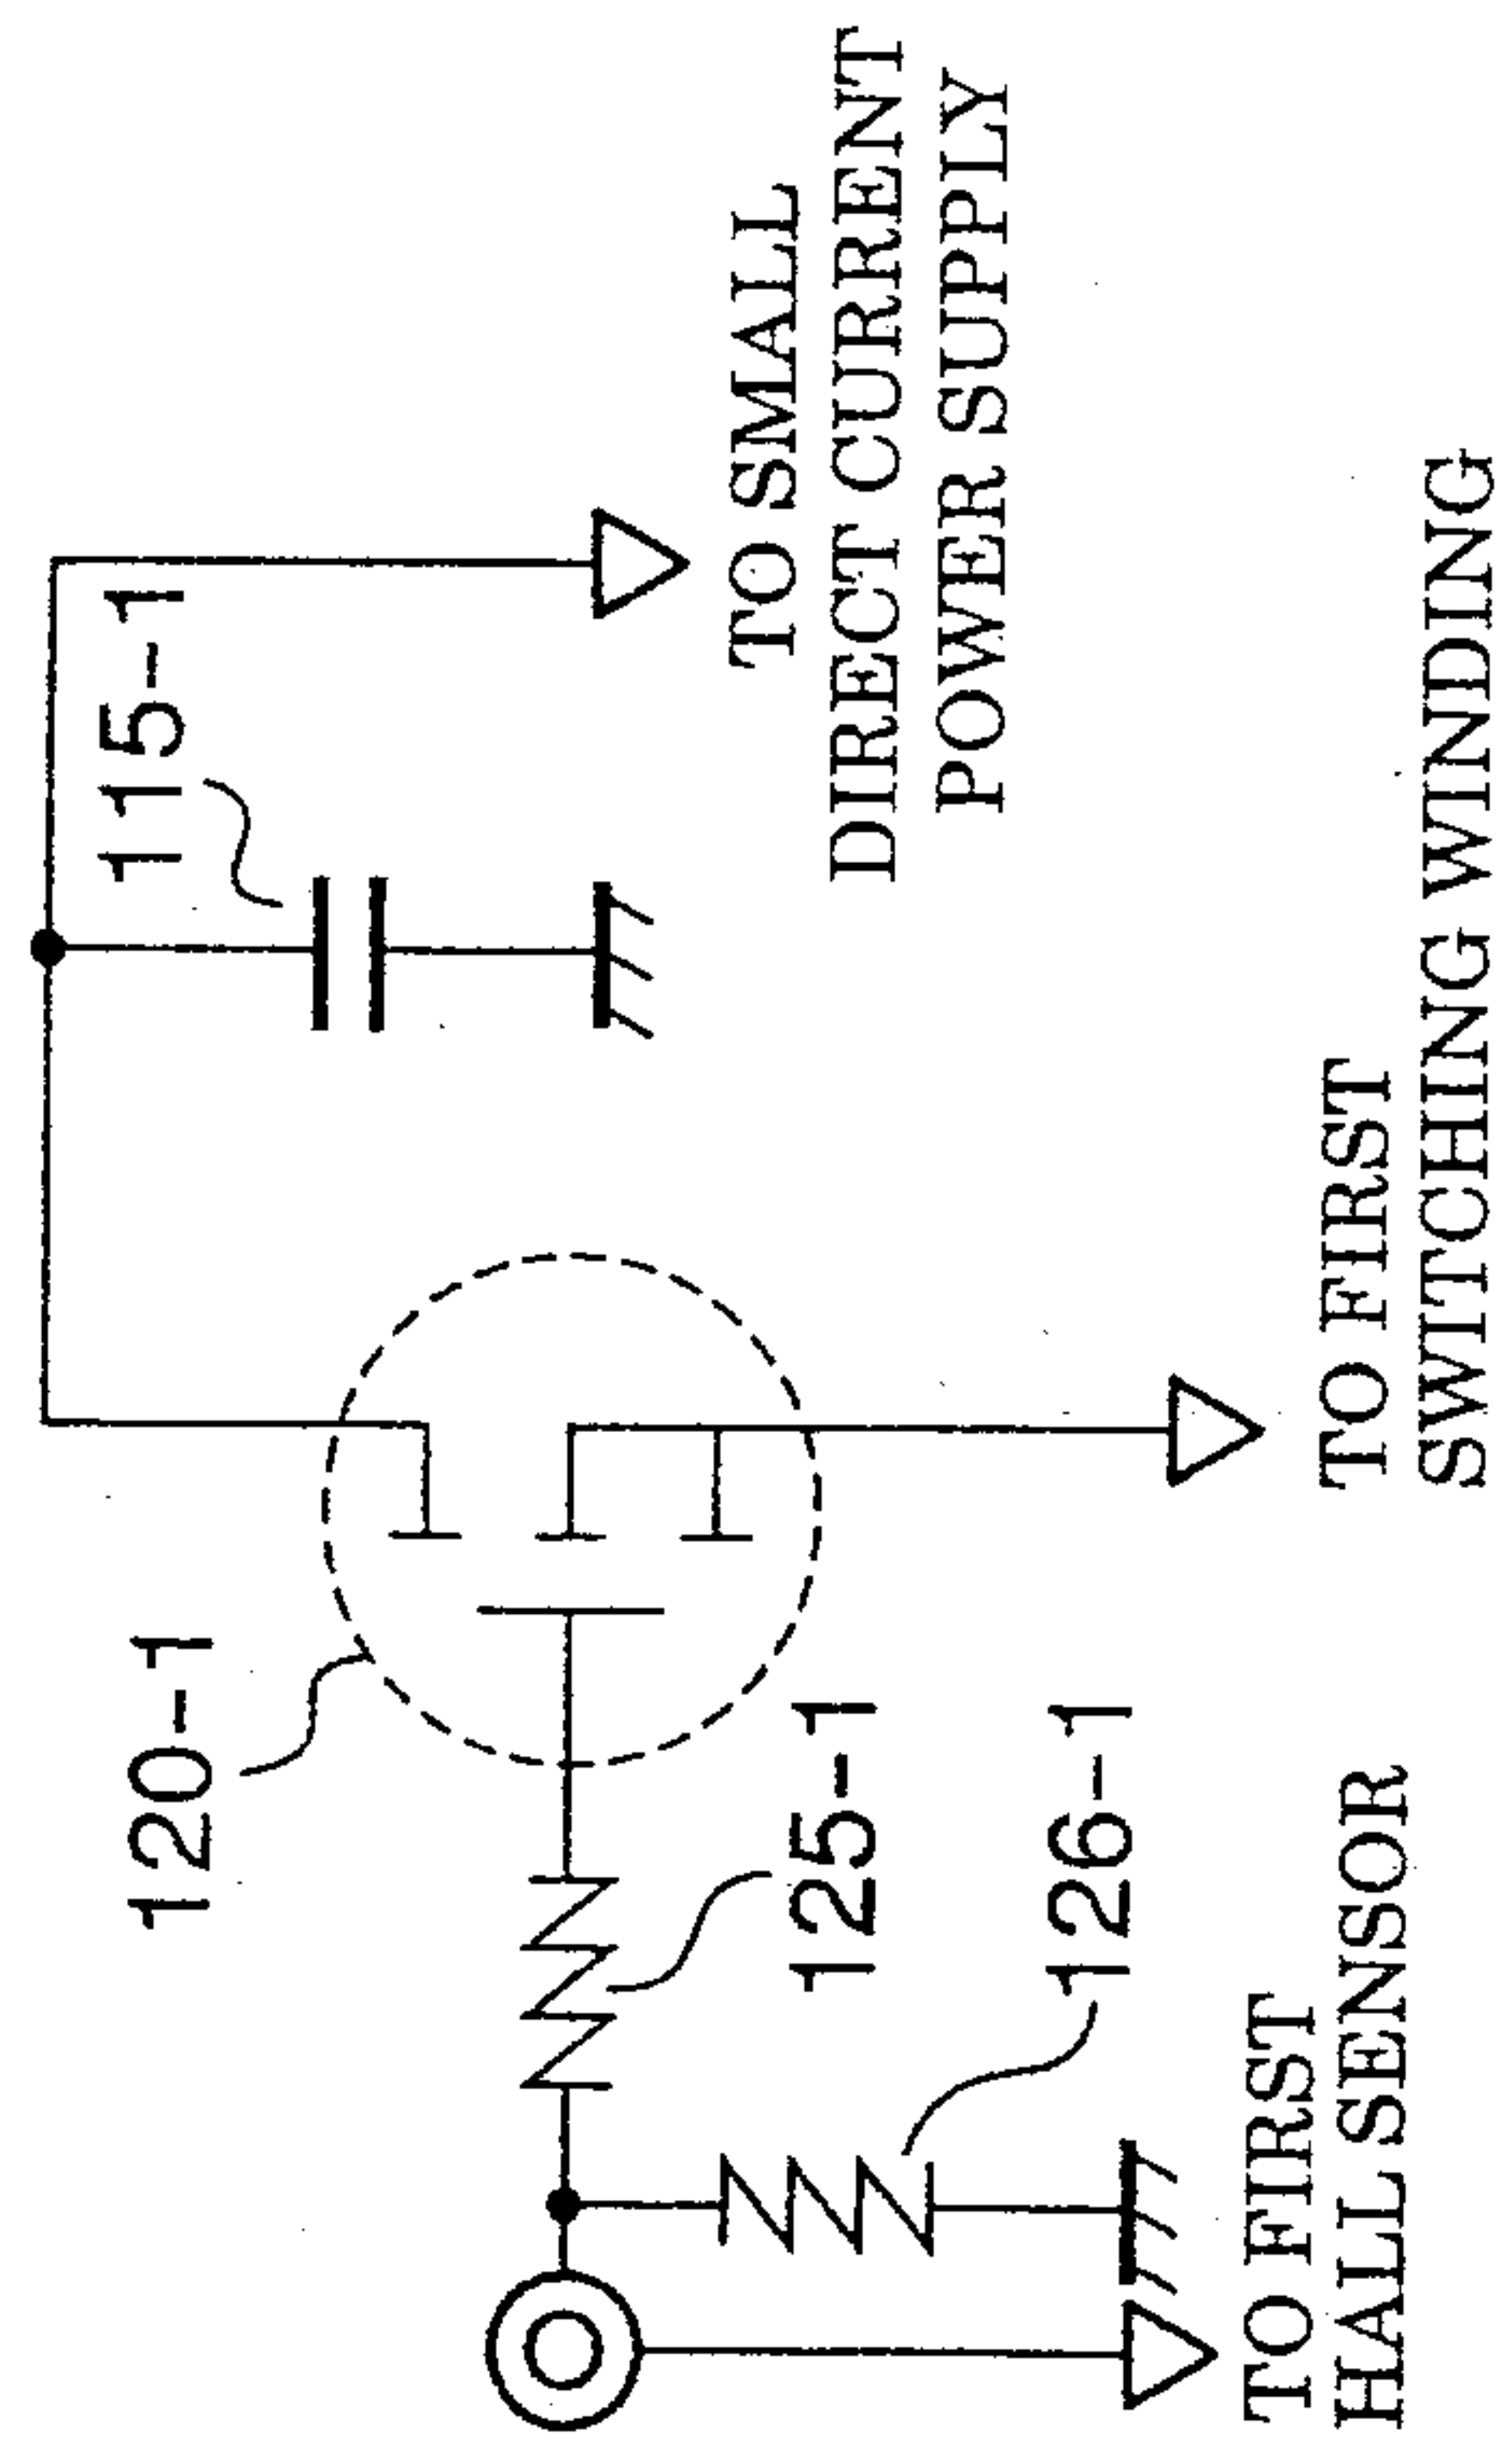 120-1
115-1
125-1
126-1
TO SMALL
DIRECT CURRENT
POWER SUPPLY
TO FIRST
HALL SENSOR
TO FIRST
SWITCHING WINDING